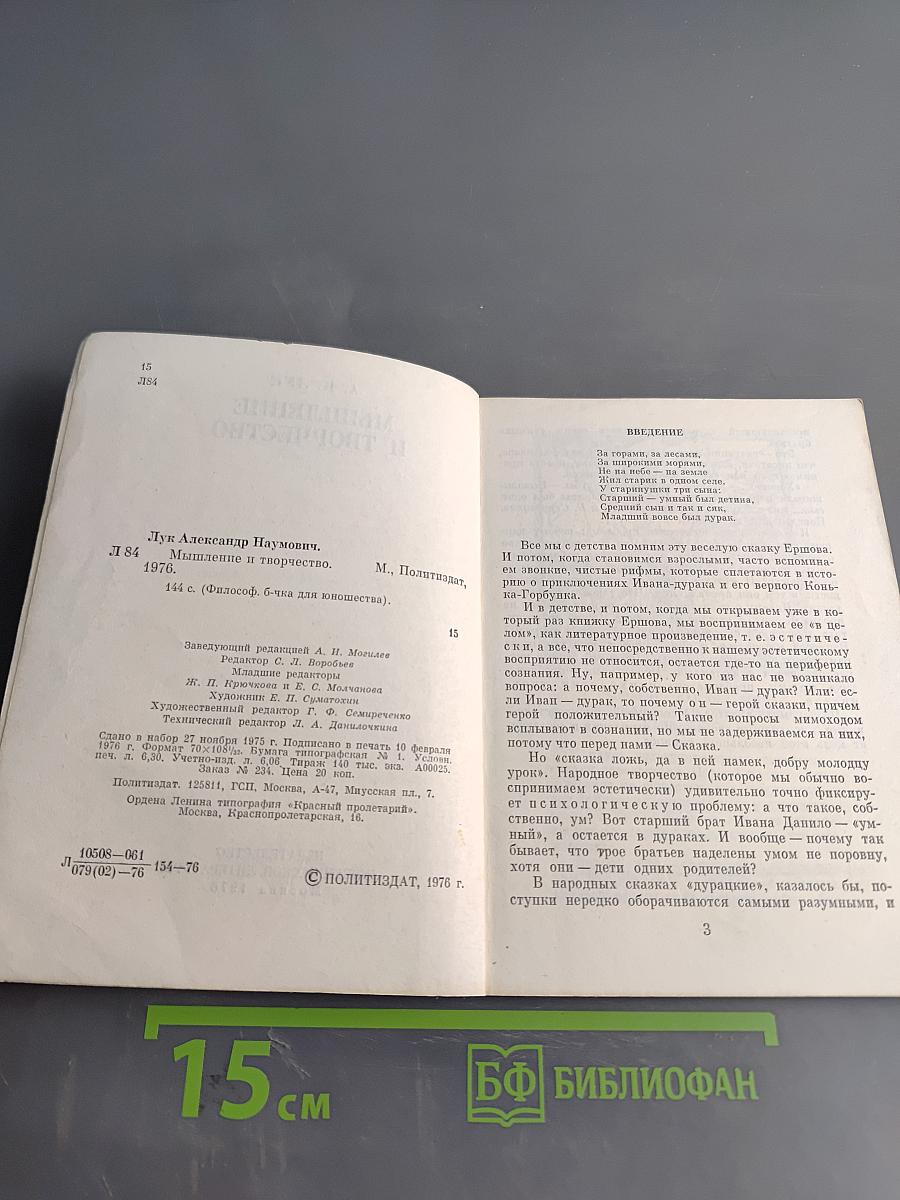 15
Л84
Лук Александр Наумович.
Л 84 Мышление и творчество. М., Политиздат,
1976.
144 с. (Философ. б-чка для юношества).
15
Заведующий редакцией А. И. Могилев
Редактор С. Л. Воробьев
Младшие редакторы
Ж. П. Крючкова и Е. С. Молчанова
Художник Е. П. Суматохин
Художественный редактор Г. Ф. Семиреченко
Технический редактор Л. А. Данилочкина
Сдано в набор 27 ноября 1975 г. Подписано в печать 10 февраля
1976 г. Формат 70×108 1/32. Бумага типографская № 1. Условн.
печ. л. 6,30. Учетно-изд. л. 6,06. Тираж 140 тыс. экз. А00025.
Заказ № 234. Цена 20 коп.
Политиздат. 125811, ГСП, Москва, А-47, Миусская пл., 7.
Ордена Ленина типография «Красный пролетарий».
Москва, Краснопролетарская, 16.
Л 10508—061
079(02)—76 154—76
© ПОЛИТИЗДАТ, 1976 г.
ВВЕДЕНИЕ
За горами, за лесами,
За широкими морями,
Не на небе — на земле
Жил старик в одном селе.
У старинушки три сына:
Старший — умный был детина,
Средний сын и так и сяк,
Младший вовсе был дурак.
Все мы с детства помним эту веселую сказку Ершова.
И потом, когда становимся взрослыми, часто вспомина-
ем звонкие, чистые рифмы, которые сплетаются в исто-
рию о приключениях Ивана-дурака и его верного Конь-
ка-Горбунка.
И в детстве, и потом, когда мы открываем уже в ко-
торый раз книжку Ершова, мы воспринимаем ее «в це-
лом», как литературное произведение, т. е. эстетиче-
ски, а все, что непосредственно к нашему эстетическому
восприятию не относится, остается где-то на периферии
сознания. Ну, например, у кого из нас не возникало
вопроса: а почему, собственно, Иван — дурак? Или: ес-
ли Иван — дурак, то почему он — герой сказки, причем
герой положительный? Такие вопросы мимоходом
всплывают в сознании, но мы не задерживаемся на них,
потому что перед нами — Сказка.
Но «сказка ложь, да в ней намек, добру молодцу
урок». Народное творчество (которое мы обычно вос-
принимаем эстетически) удивительно точно фиксиру-
ет психологическую проблему: а что такое, соб-
ственно, ум? Вот старший брат Ивана Данило — «ум-
ный», а остается в дураках. И вообще — почему так
бывает, что трое братьев наделены умом не поровну,
хотя они — дети одних родителей?
В народных сказках «дурацкие», казалось бы, по-
ступки нередко оборачиваются самыми разумными, и
3
15 см
БФ БИБЛИОФАН